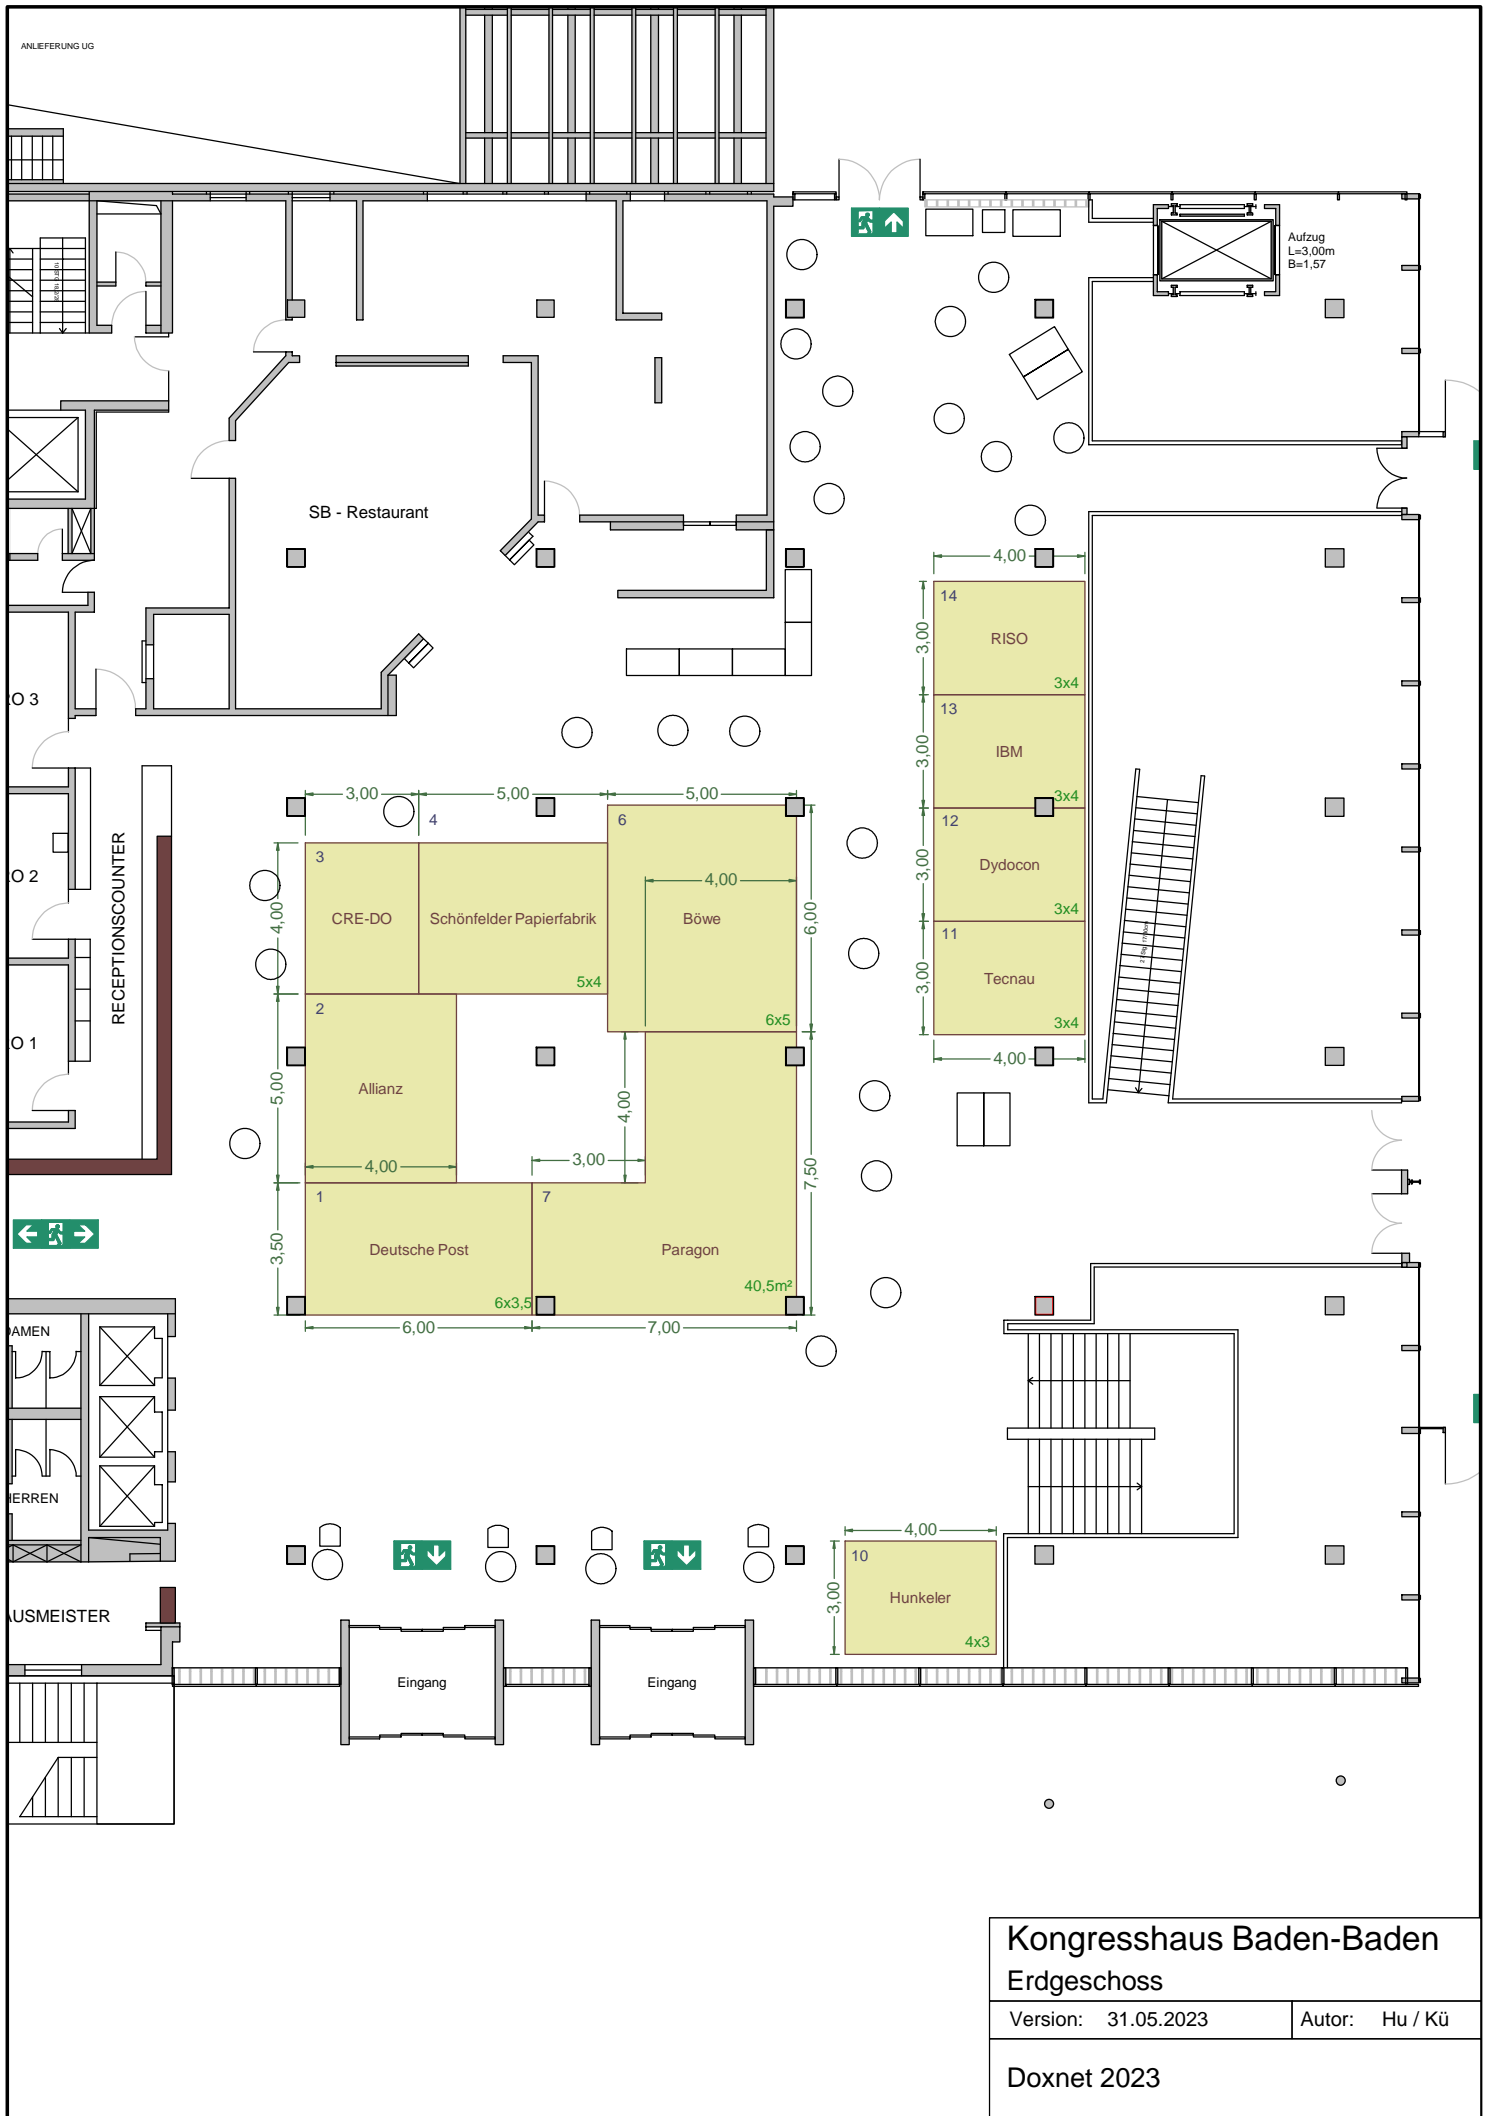 ANLIEFERUNG UG
Aufzug
L=3,00m
B=1,57
SB - Restaurant
4,00
14
RISO
3x4
3,00
13
IBM
3x4
3,00
12
Dydocon
3x4
3,00
11
Tecnau
3x4
3,00
4,00
O 3
O 2
O 1
RECEPTIONSCOUNTER
3,00
5,00
5,00
4
6
3
4,00
4,00
CRE-DO
Schönfelder Papierfabrik
Böwe
6,00
5x4
6x5
2
Allianz
5,00
4,00
4,00
3,00
7,50
1
7
3,50
Deutsche Post
Paragon
6x3,5
40,5m²
6,00
7,00
DAMEN
HERREN
AUSMEISTER
4,00
10
3,00
Hunkeler
4x3
Eingang
Eingang
Kongresshaus Baden-Baden
Erdgeschoss
Version: 31.05.2023
Autor: Hu / Kü
Doxnet 2023